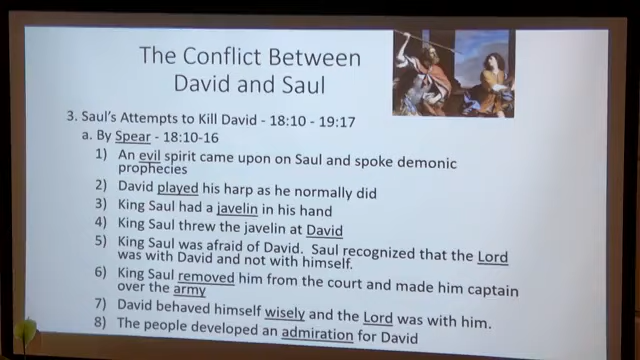 The Conflict Between
David and Saul
3. Saul's Attempts to Kill David - 18:10 - 19:17
a. By Spear - 18:10-16
1) An evil spirit came upon on Saul and spoke demonic
prophecies
2) David played his harp as he normally did
3) King Saul had a javelin in his hand
4) King Saul threw the javelin at David
5) King Saul was afraid of David. Saul recognized that the Lord
was with David and not with himself.
6) King Saul removed him from the court and made him captain
over the army
7) David behaved himself wisely and the Lord was with him.
8) The people developed an admiration for David